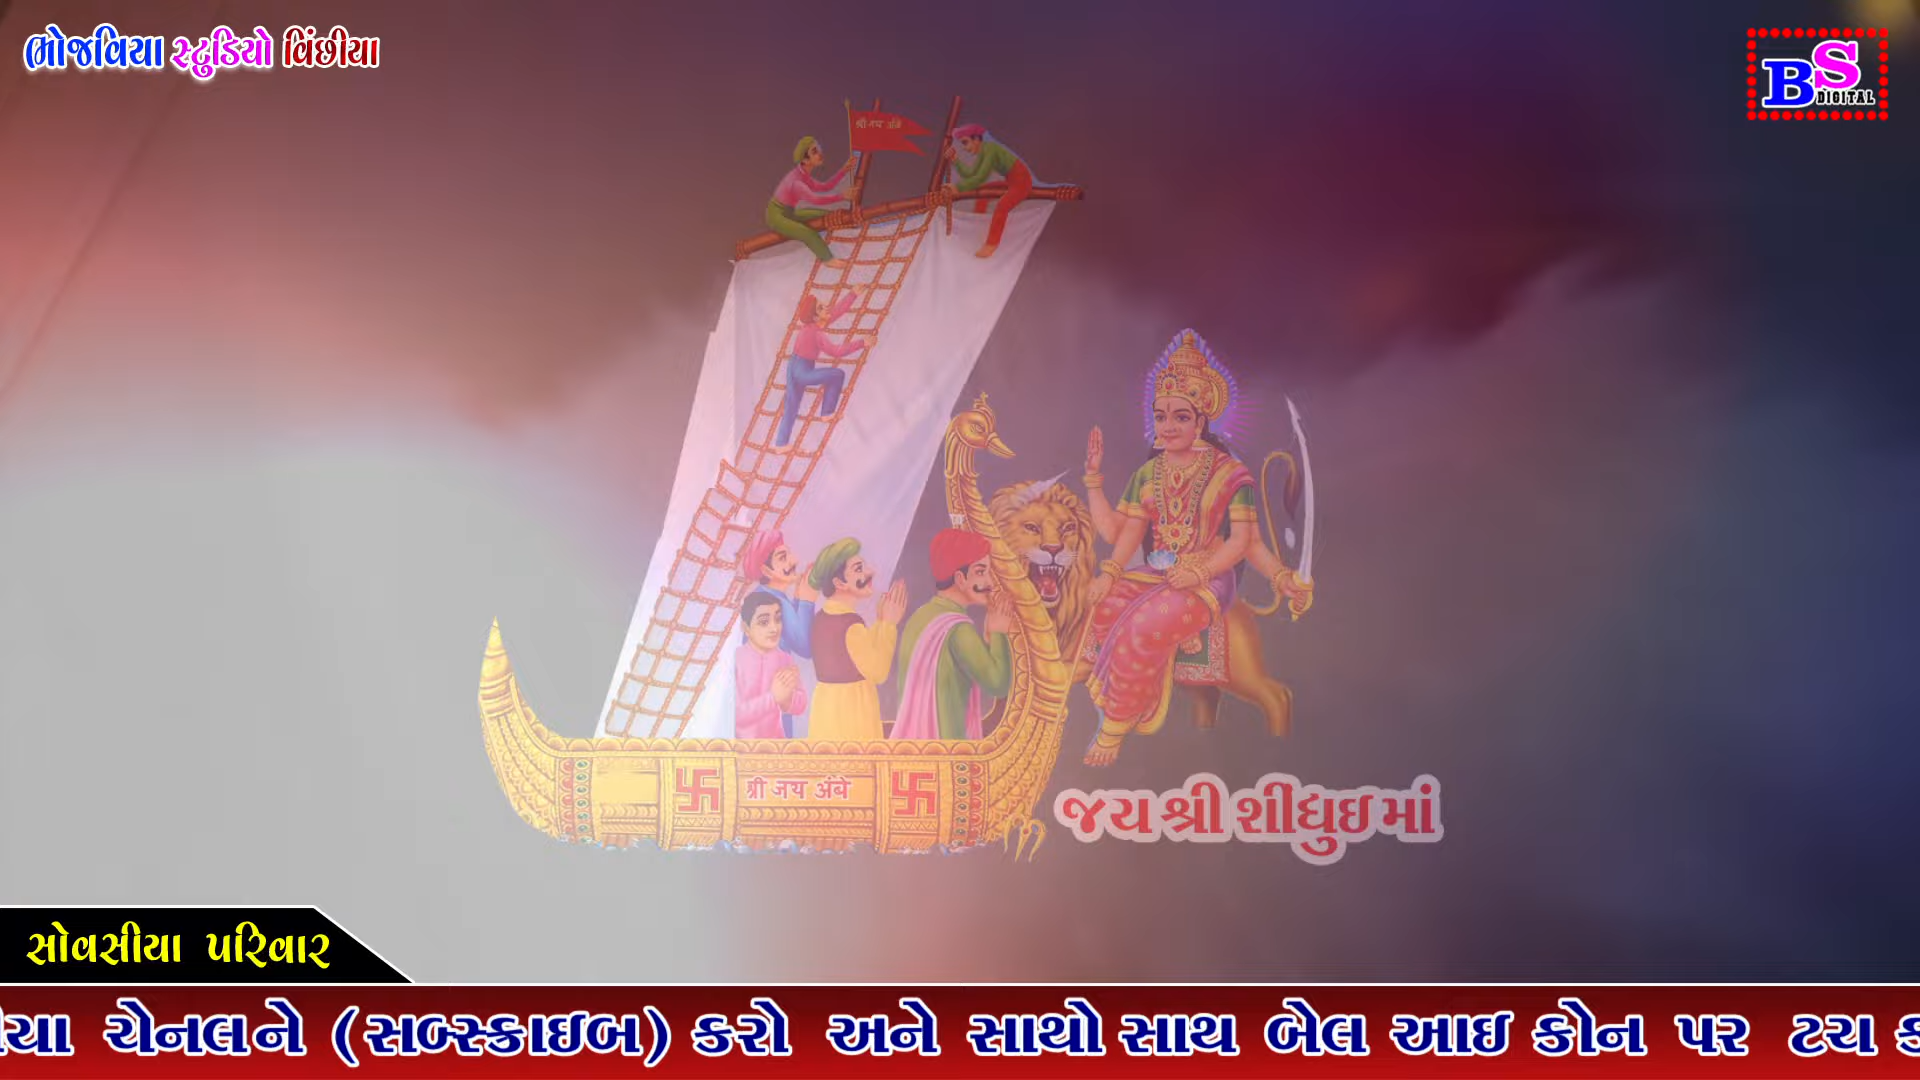 ભોજવિયા સ્ટુડિયો વિંછીયા
BS
DIGITAL
श्री जय अंबे
श्री जय अंबे
જય શ્રી શીધ્રુઇ માં
સોવસીયા પરિવાર
ીયા ચેનલને (સબ્સ્ક્રાઇબ) કરો અને સાથો સાથ બેલ આઇ કોન પર ટચ ક